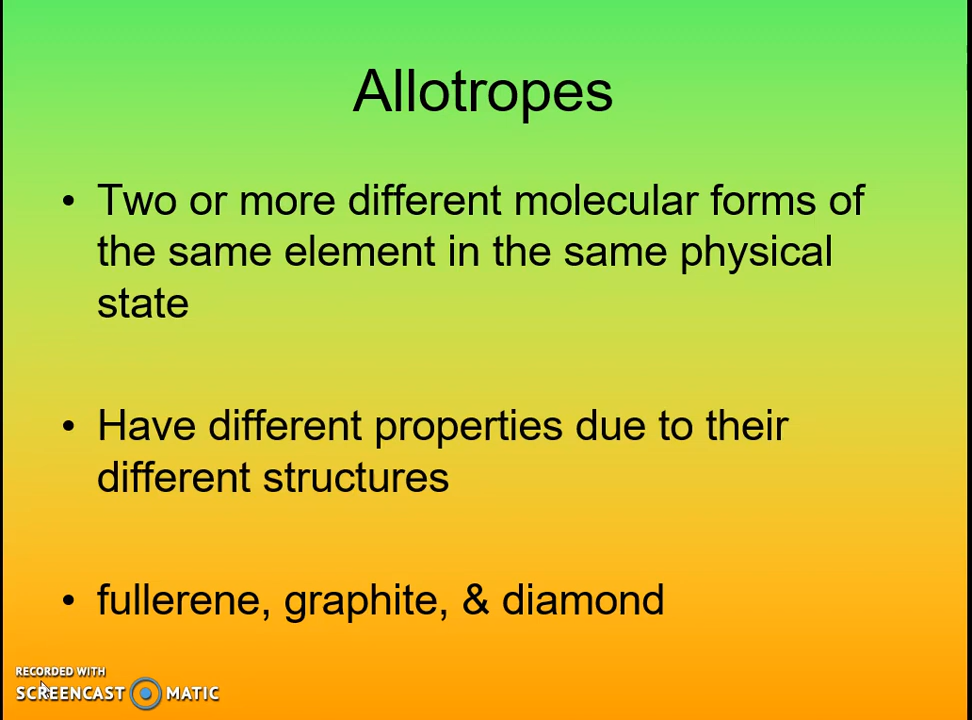 Allotropes
• Two or more different molecular forms of
the same element in the same physical
state
• Have different properties due to their
different structures
• fullerene, graphite, & diamond
RECORDED WITH
SCREENCAST MATIC